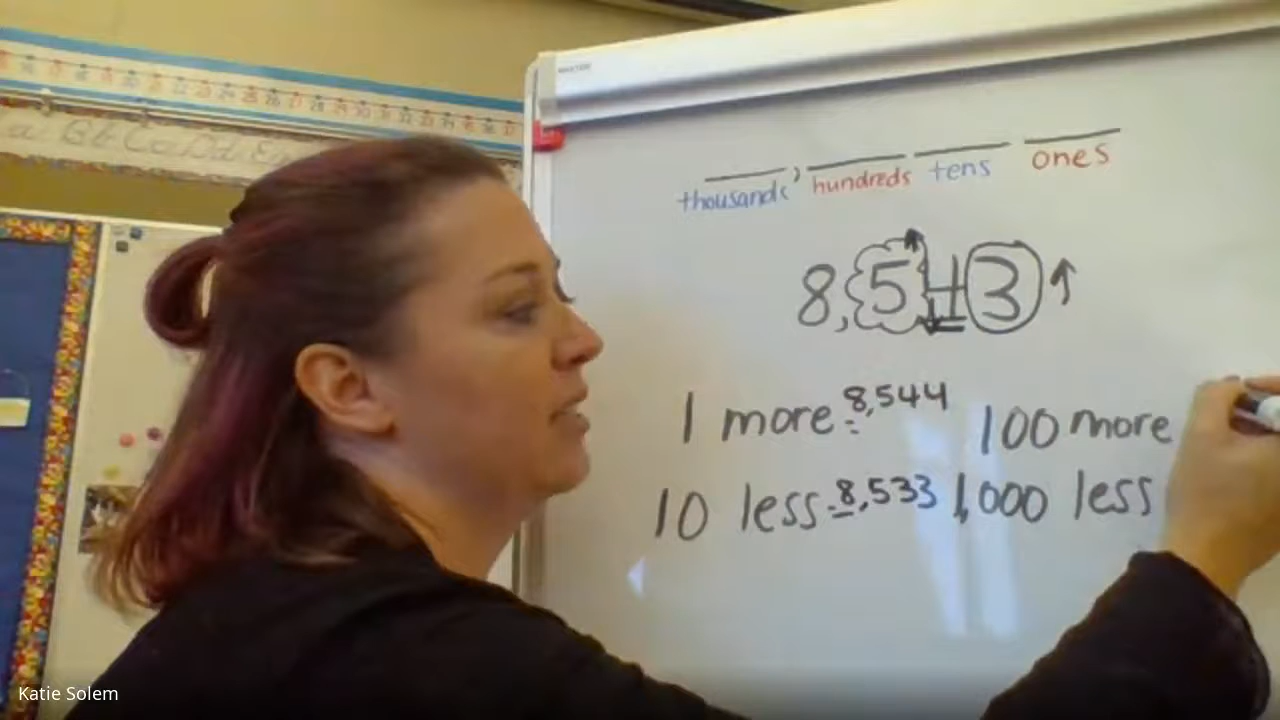 thousands, hundreds tens ones
8,543
1 more: 8,544 100 more
10 less: 8,533 1,000 less
Katie Solem